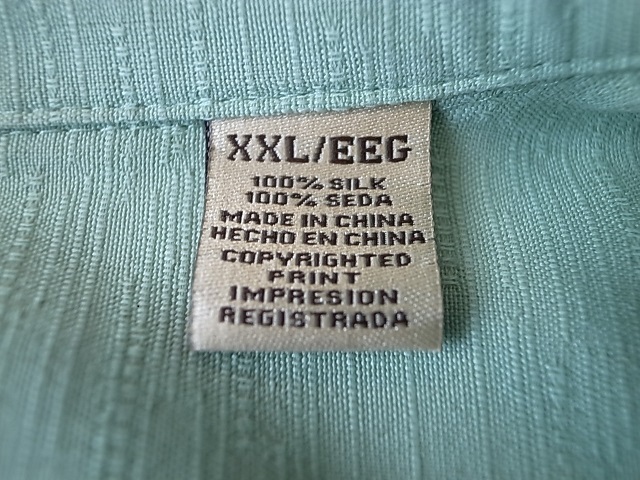 XXL/EEG
100% SILK
100% SEDA
MADE IN CHINA
HECHO EN CHINA
COPYRIGHTED
PRINT
IMPRESION
REGISTRADA